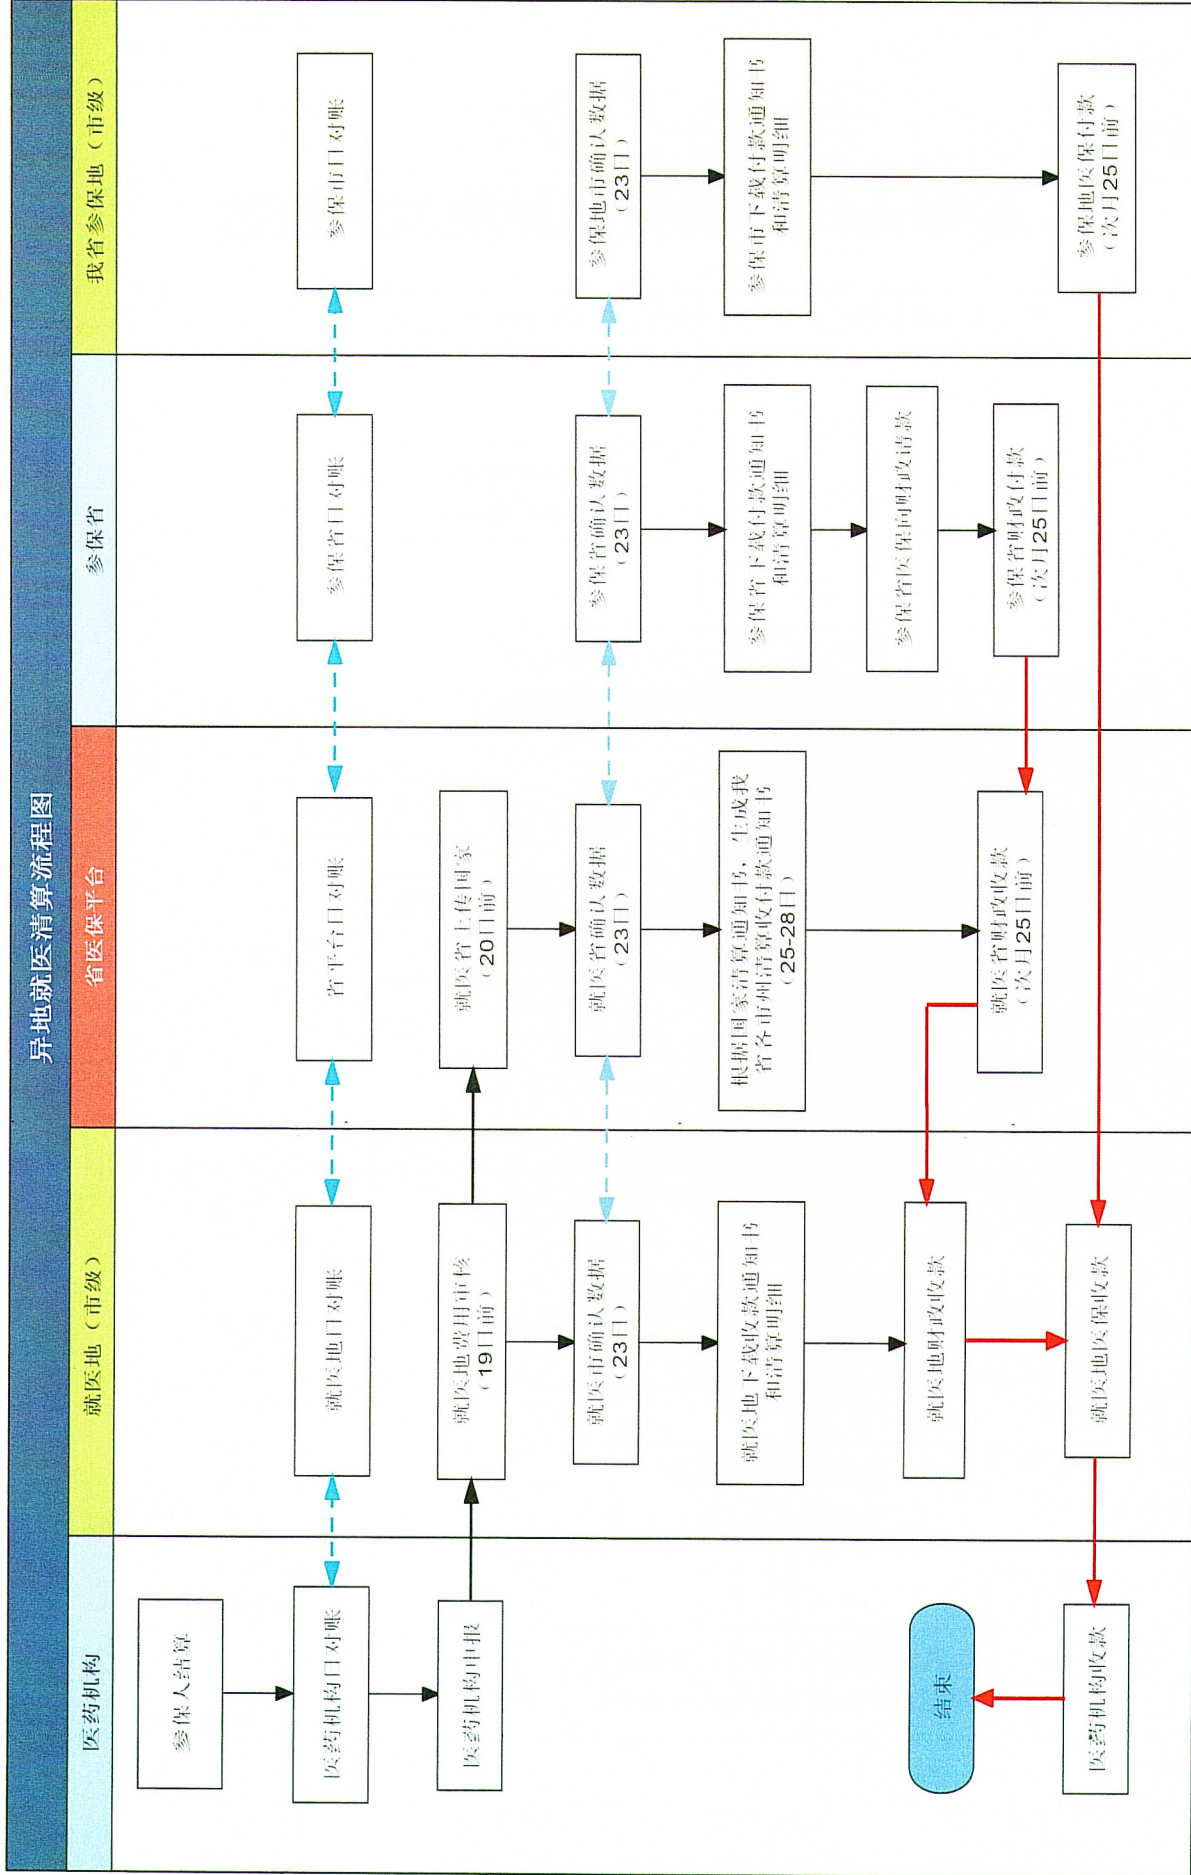 异地就医清算流程图
医药机构
就医地（市级）
省医保平台
参保省
我省参保地（市级）
参保人结算
医药机构日对账
就医地日对账
省平台日对账
参保省日对账
参保市日对账
医药机构申报
就医地费用审核
（19日前）
就医省上传国家
（20日前）
就医市确认数据
（23日）
就医省确认数据
（23日）
参保省确认数据
（23日）
参保地市确认数据
（23日）
就医地下载收款通知书
和清算明细
根据国家清算通知书，生成我
省各市州清算收付款通知书
（25-28日）
参保省下载付款通知书
和清算明细
参保市下载付款通知书
和清算明细
参保省医保向财政请款
结束
就医地财政收款
就医省财政收款
（次月25日前）
参保省财政付款
（次月25日前）
医药机构收款
就医地医保收款
参保地医保付款
（次月25日前）